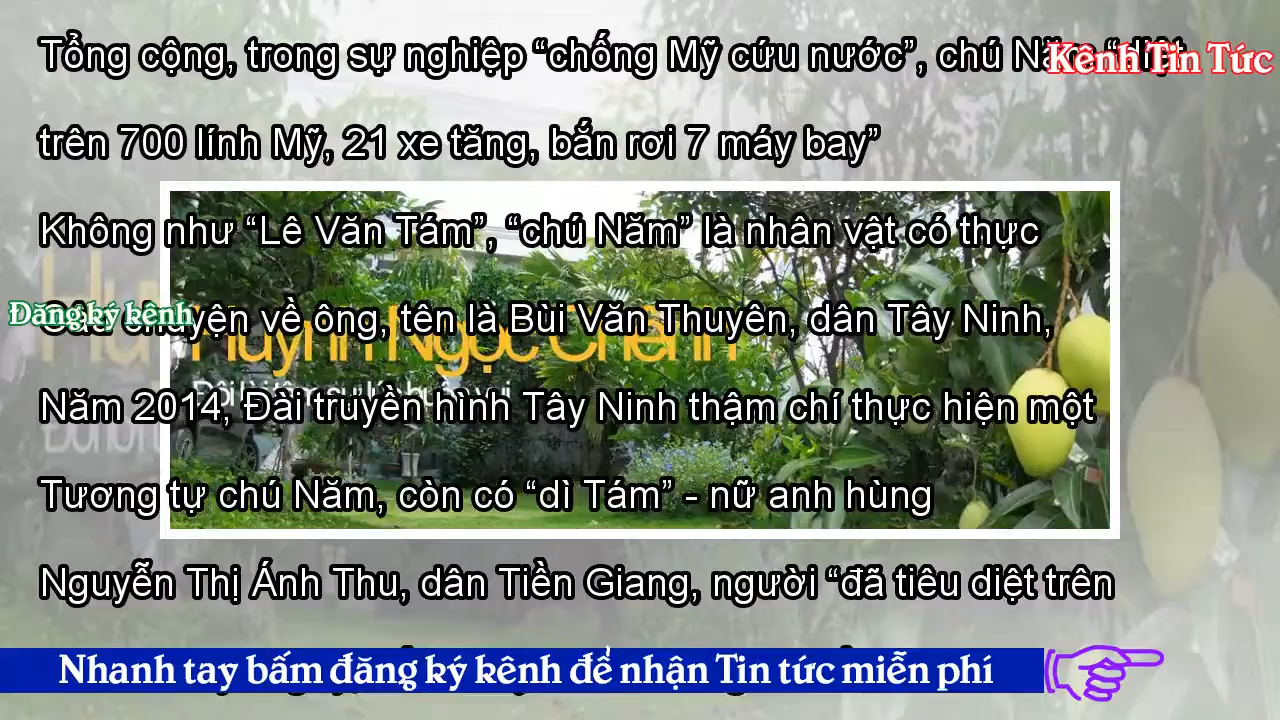 Tổng cộng, trong sự nghiệp “chống Mỹ cứu nước”, chú Năm “diệt
Kênh Tin Tức
trên 700 lính Mỹ, 21 xe tăng, bắn rơi 7 máy bay”
Không như “Lê Văn Tám”, “chú Năm” là nhân vật có thực
Đăng ký kênh
Câu chuyện về ông, tên là Bùi Văn Thuyên, dân Tây Ninh,
Huỳnh Ngọc Chênh
Năm 2014, Đài truyền hình Tây Ninh thậm chí thực hiện một
Tương tự chú Năm, còn có “dì Tám” - nữ anh hùng
Nguyễn Thị Ánh Thu, dân Tiền Giang, người “đã tiêu diệt trên
Nhanh tay bấm đăng ký kênh để nhận Tin tức miễn phí